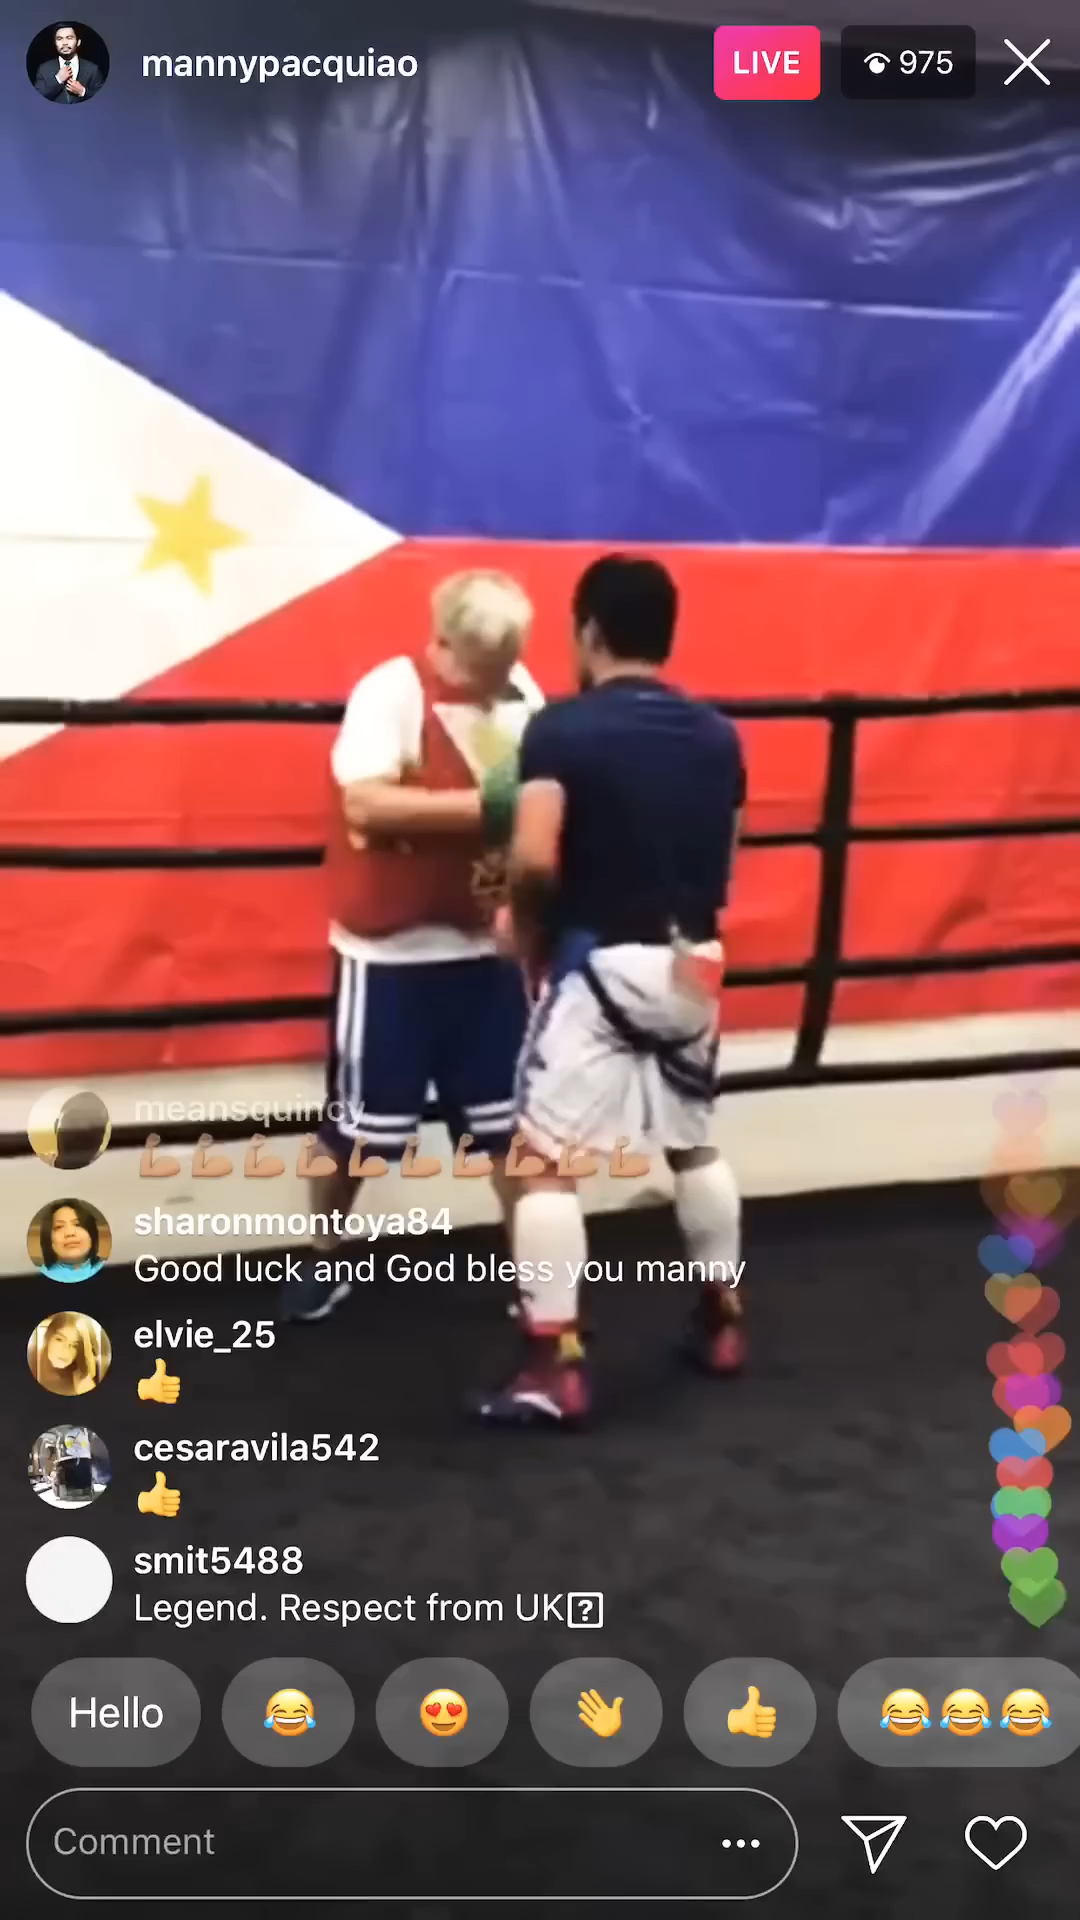 mannypacquiao
LIVE
975
meansquincy
💪🏽💪🏽💪🏽💪🏽💪🏽💪🏽💪🏽💪🏽💪🏽💪🏽
sharonmontoya84
Good luck and God bless you manny
elvie_25
👍
cesaravila542
👍
smit5488
Legend. Respect from UK
Hello 😂 😍 👋 👍 😂😂😂
Comment